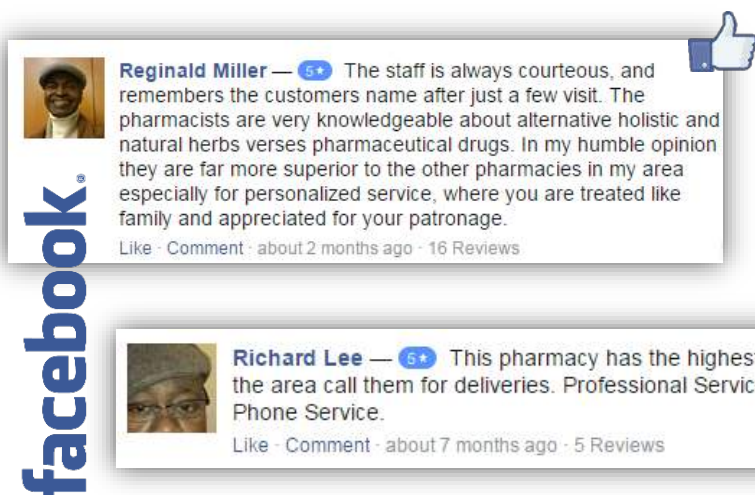 Reginald Miller — 5★ The staff is always courteous, and
remembers the customers name after just a few visit. The
pharmacists are very knowledgeable about alternative holistic and
natural herbs verses pharmaceutical drugs. In my humble opinion
they are far more superior to the other pharmacies in my area
especially for personalized service, where you are treated like
family and appreciated for your patronage.
Like · Comment · about 2 months ago · 16 Reviews
facebook®
Richard Lee — 5★ This pharmacy has the highes
the area call them for deliveries. Professional Servic
Phone Service.
Like · Comment · about 7 months ago · 5 Reviews